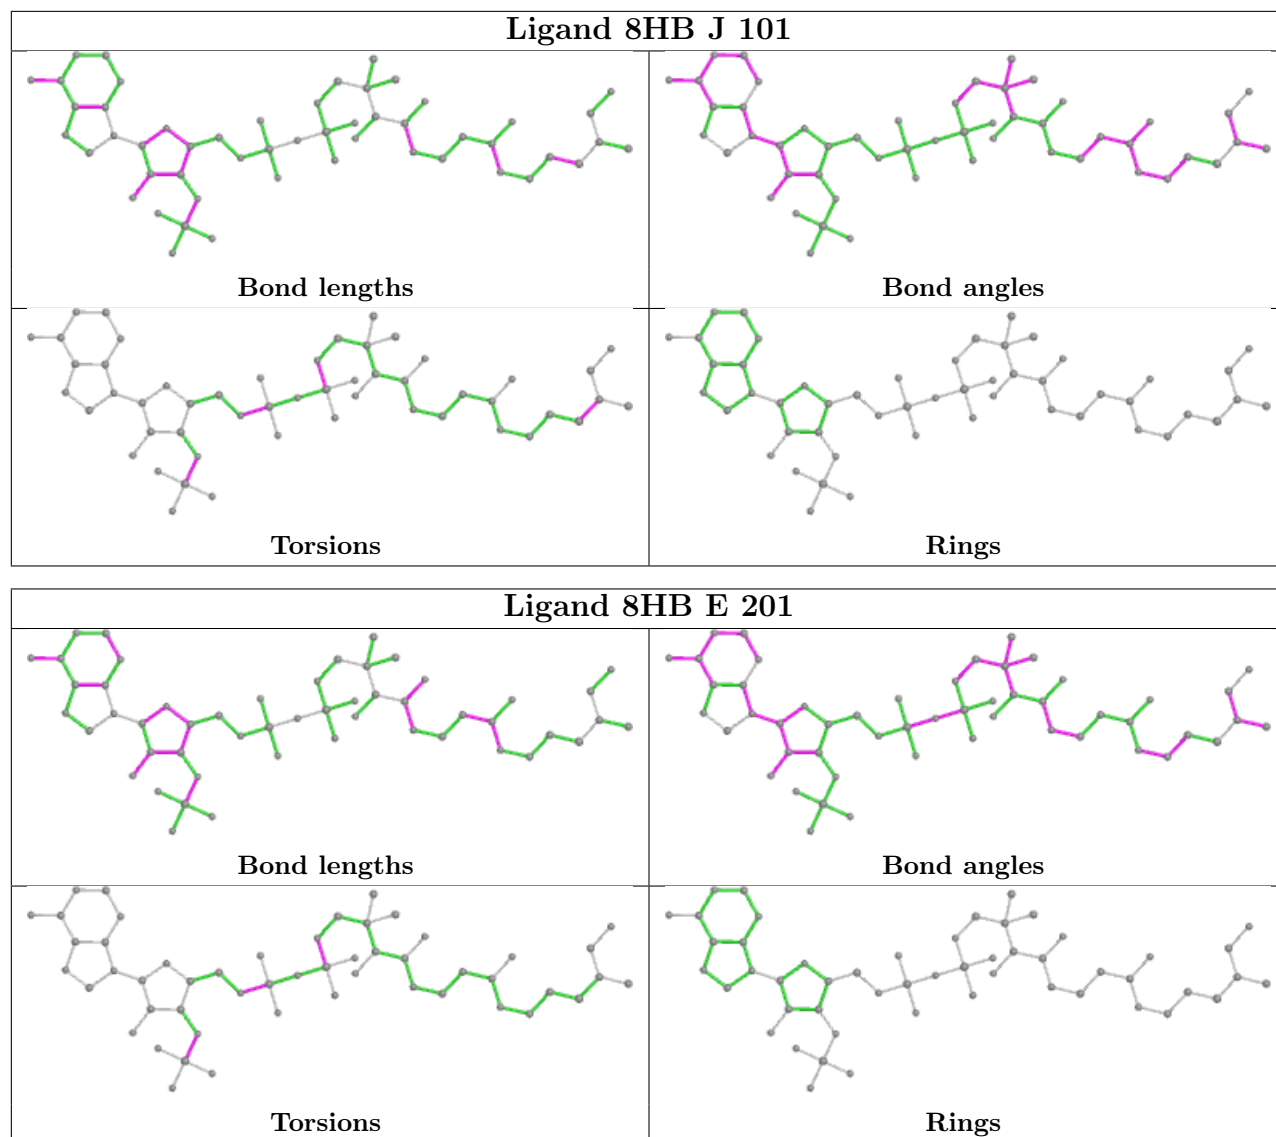 Ligand 8HB J 101
Bond lengths
Bond angles
Torsions
Rings
Ligand 8HB E 201
Bond lengths
Bond angles
Torsions
Rings